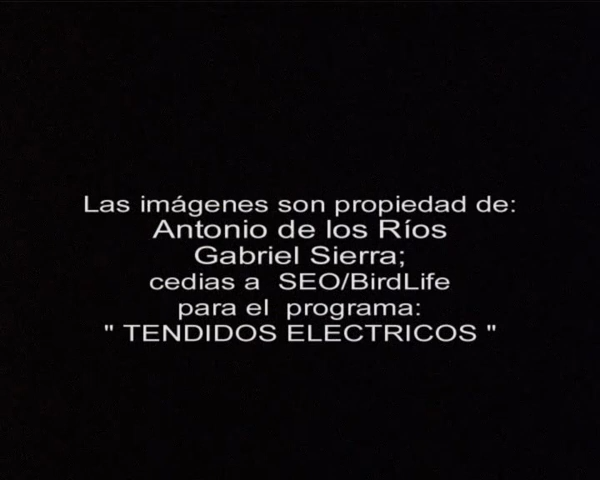 Las imágenes son propiedad de:
Antonio de los Ríos
Gabriel Sierra;
cedias a SEO/BirdLife
para el programa:
" TENDIDOS ELECTRICOS "